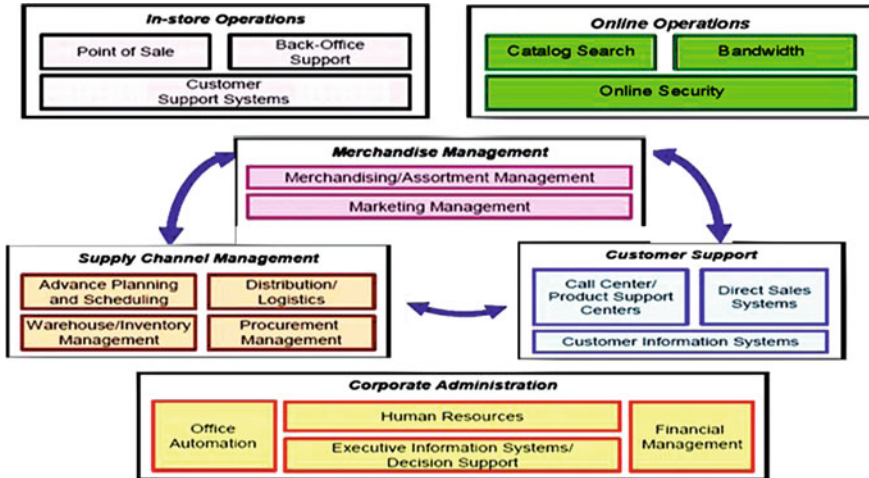 In-store Operations
Point of Sale
Back-Office
Support
Customer
Support Systems
Online Operations
Catalog Search
Bandwidth
Online Security
Merchandise Management
Merchandising/Assortment Management
Marketing Management
Supply Channel Management
Advance Planning
and Scheduling
Distribution/
Logistics
Warehouse/Inventory
Management
Procurement
Management
Customer Support
Call Center/
Product Support
Centers
Direct Sales
Systems
Customer Information Systems
Corporate Administration
Office
Automation
Human Resources
Executive Information Systems/
Decision Support
Financial
Management